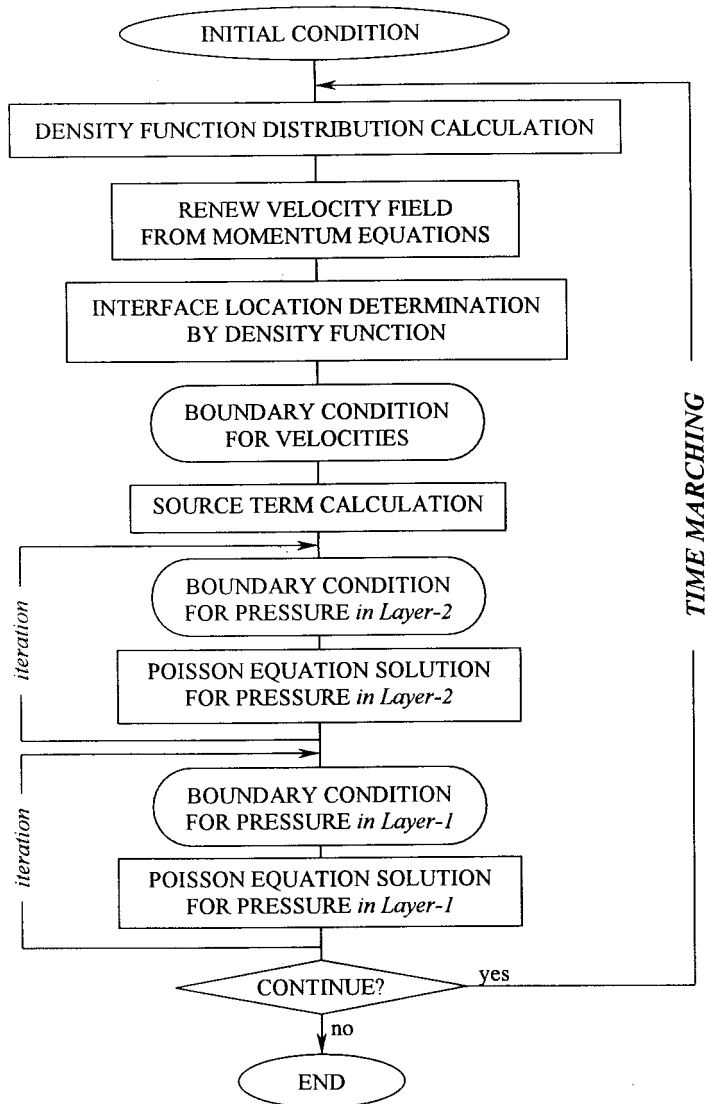 INITIAL CONDITION
DENSITY FUNCTION DISTRIBUTION CALCULATION
RENEW VELOCITY FIELD
FROM MOMENTUM EQUATIONS
INTERFACE LOCATION DETERMINATION
BY DENSITY FUNCTION
BOUNDARY CONDITION
FOR VELOCITIES
TIME MARCHING
SOURCE TERM CALCULATION
BOUNDARY CONDITION
FOR PRESSURE in Layer-2
iteration
POISSON EQUATION SOLUTION
FOR PRESSURE in Layer-2
BOUNDARY CONDITION
FOR PRESSURE in Layer-1
iteration
POISSON EQUATION SOLUTION
FOR PRESSURE in Layer-1
CONTINUE?
yes
no
END